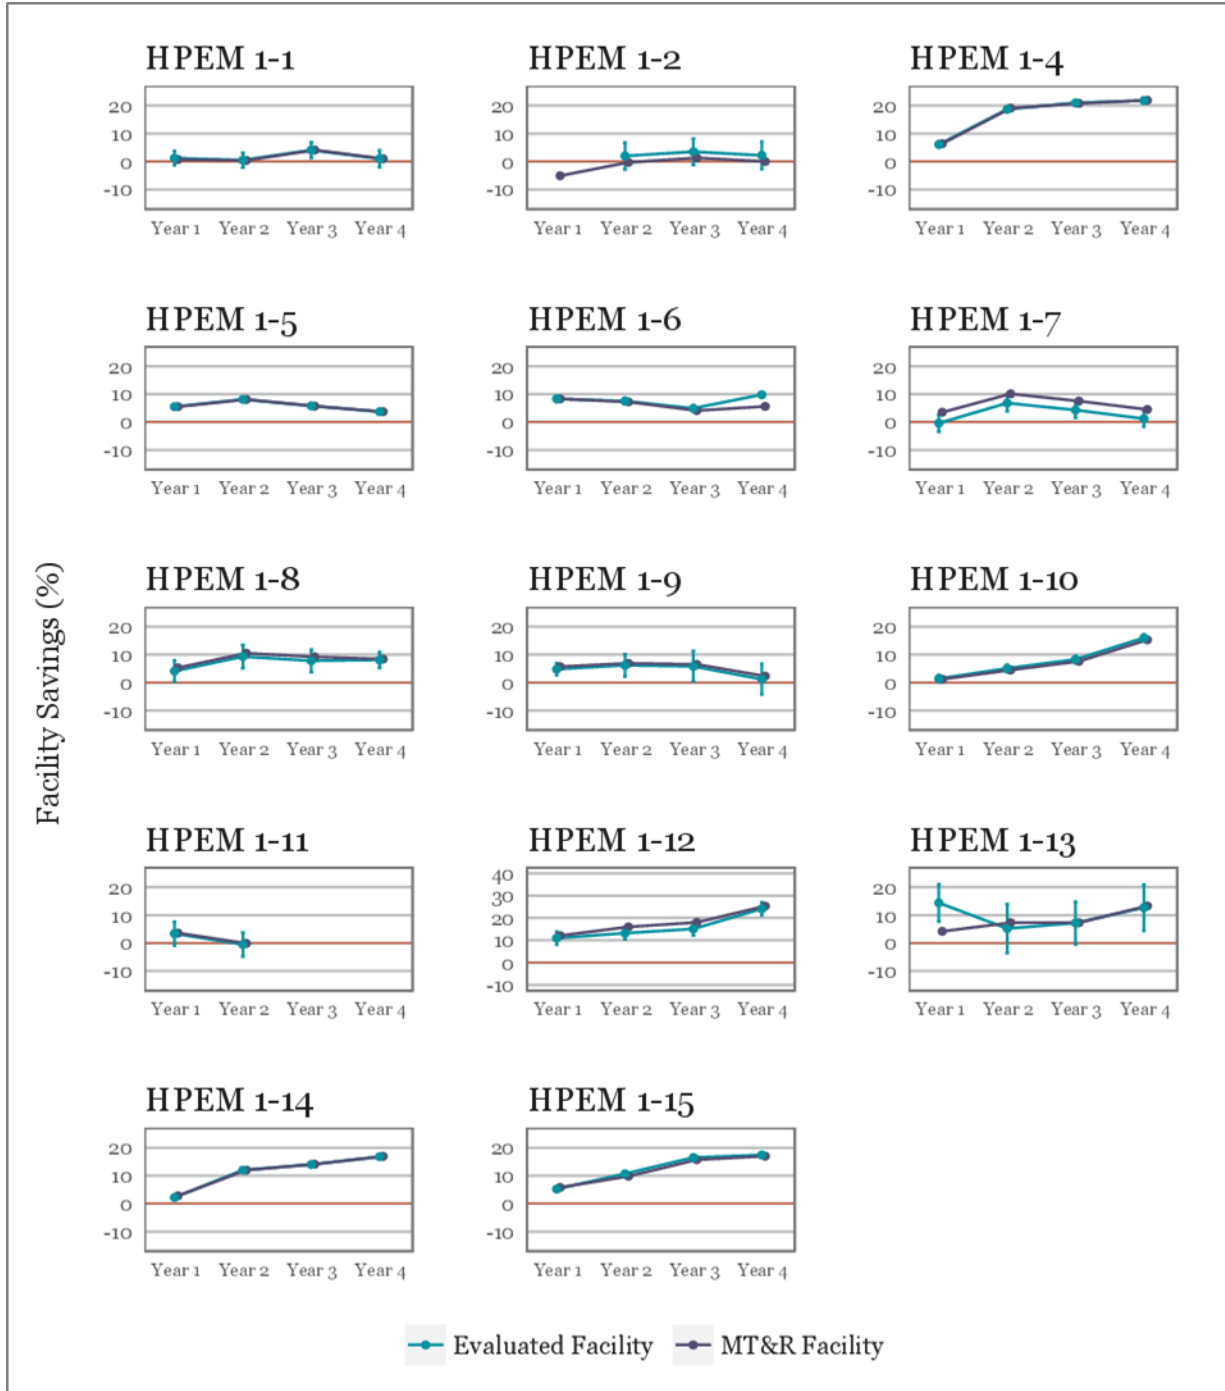 HPEM 1-1 HPEM 1-2 HPEM 1-4
20 20 20
10 10 10
0 0 0
-10 -10 -10
Year 1 Year 2 Year 3 Year 4 Year 1 Year 2 Year 3 Year 4 Year 1 Year 2 Year 3 Year 4
HPEM 1-5 HPEM 1-6 HPEM 1-7
20 20 20
10 10 10
0 0 0
-10 -10 -10
Year 1 Year 2 Year 3 Year 4 Year 1 Year 2 Year 3 Year 4 Year 1 Year 2 Year 3 Year 4
Facility Savings (%)
HPEM 1-8 HPEM 1-9 HPEM 1-10
20 20 20
10 10 10
0 0 0
-10 -10 -10
Year 1 Year 2 Year 3 Year 4 Year 1 Year 2 Year 3 Year 4 Year 1 Year 2 Year 3 Year 4
HPEM 1-11 HPEM 1-12 HPEM 1-13
40
20 30 20
10 20 10
0 10 0
-10 0 -10
-10
Year 1 Year 2 Year 3 Year 4 Year 1 Year 2 Year 3 Year 4 Year 1 Year 2 Year 3 Year 4
HPEM 1-14 HPEM 1-15
20 20
10 10
0 0
-10 -10
Year 1 Year 2 Year 3 Year 4 Year 1 Year 2 Year 3 Year 4
Evaluated Facility MT&R Facility